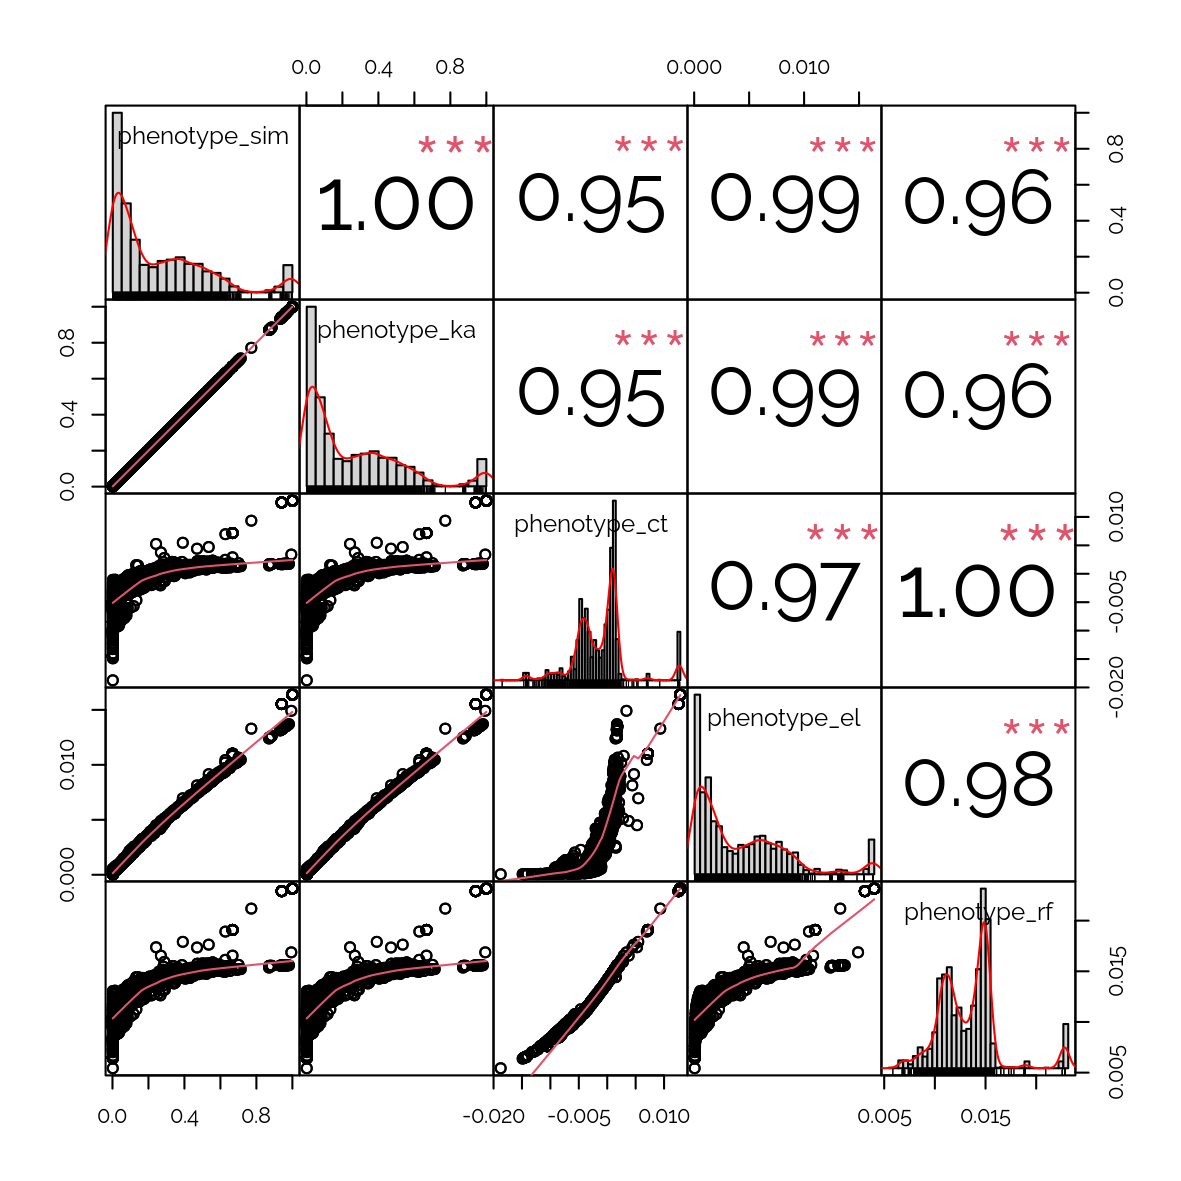 0.0 0.4 0.8 0.000 0.010
phenotype_sim *** 1.00 *** 0.95 *** 0.99 *** 0.96 0.0 0.4 0.8
0.0 0.4 0.8 phenotype_ka *** 0.95 *** 0.99 *** 0.96
phenotype_ct *** 0.97 *** 1.00 -0.020 -0.005 0.010
0.000 0.010 phenotype_el *** 0.98
phenotype_rf 0.005 0.015
0.0 0.4 0.8 -0.020 -0.005 0.010 0.005 0.015